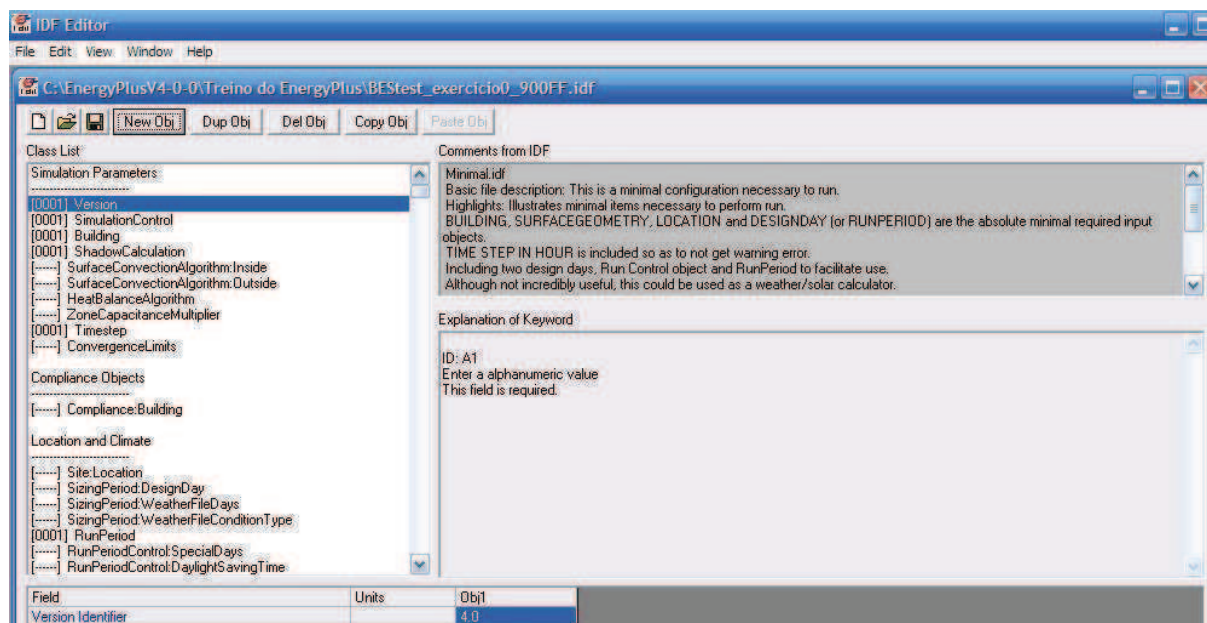 IDF Editor
File Edit View Window Help
C:\EnergyPlusV4-0-0\Treino do EnergyPlus\BEStest_exercicio0_900FF.idf
New Obj Dup Obj Del Obj Copy Obj Paste Obj
Class List
Simulation Parameters
--------------------------
[0001] Version
[0001] SimulationControl
[0001] Building
[0001] ShadowCalculation
[------] SurfaceConvectionAlgorithm:Inside
[------] SurfaceConvectionAlgorithm:Outside
[------] HeatBalanceAlgorithm
[------] ZoneCapacitanceMultiplier
[0001] Timestep
[------] ConvergenceLimits
Compliance Objects
--------------------------
[------] Compliance:Building
Location and Climate
--------------------------
[------] Site:Location
[------] SizingPeriod:DesignDay
[------] SizingPeriod:WeatherFileDays
[------] SizingPeriod:WeatherFileConditionType
[0001] RunPeriod
[------] RunPeriodControl:SpecialDays
[------] RunPeriodControl:DaylightSavingTime
Comments from IDF
Minimal.idf
Basic file description: This is a minimal configuration necessary to run.
Highlights: Illustrates minimal items necessary to perform run.
BUILDING, SURFACEGEOMETRY, LOCATION and DESIGNDAY (or RUNPERIOD) are the absolute minimal required input
objects.
TIME STEP IN HOUR is included so as to not get warning error.
Including two design days, Run Control object and RunPeriod to facilitate use.
Although not incredibly useful, this could be used as a weather/solar calculator.
Explanation of Keyword
ID: A1
Enter a alphanumeric value
This field is required.
Field Units Obj1
Version Identifier 4.0